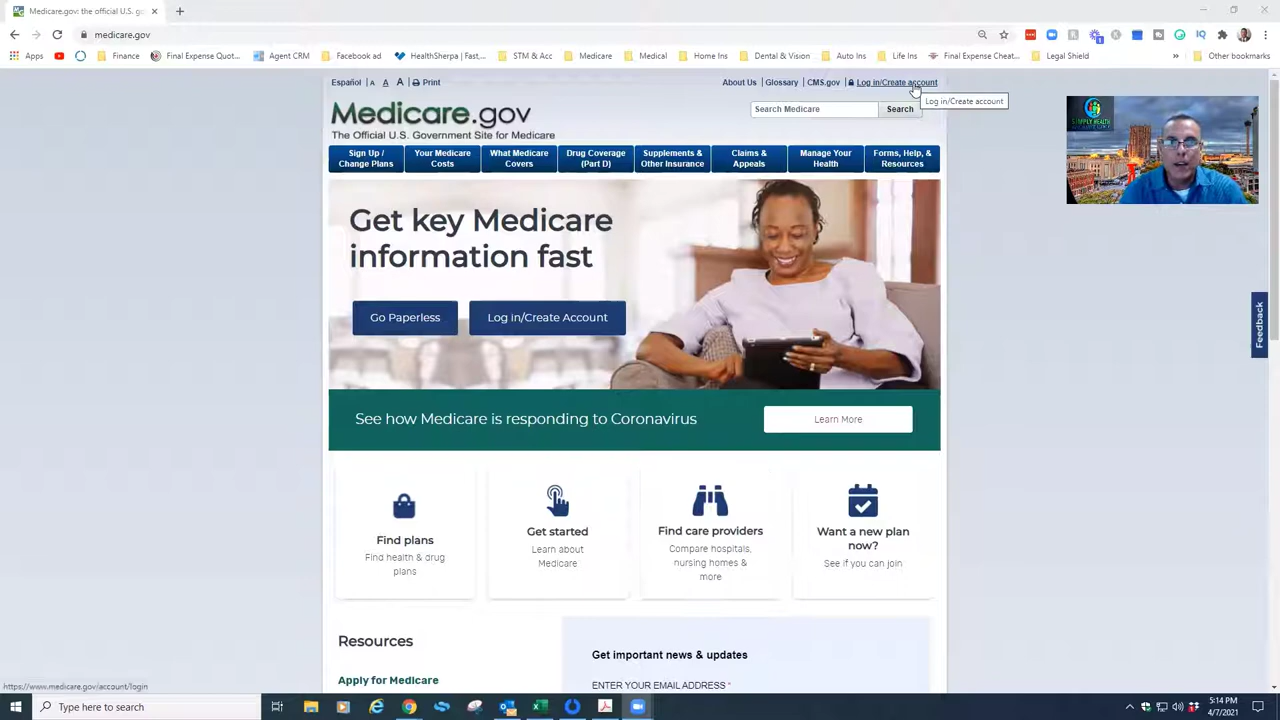 Medicare.gov: the official U.S. go
medicare.gov
Apps
Finance
Final Expense Quot...
Agent CRM
Facebook ad
HealthSherpa | Fast,...
STM & Acc
Medicare
Medical
Home Ins
Dental & Vision
Auto Ins
Life Ins
Final Expense Cheat...
Legal Shield
»
Other bookmarks
Español | A A A Print
About Us | Glossary | CMS.gov | Log in/Create account
Log in/Create account
Medicare.gov
The Official U.S. Government Site for Medicare
Search Medicare
Search
Sign Up /
Change Plans
Your Medicare
Costs
What Medicare
Covers
Drug Coverage
(Part D)
Supplements &
Other Insurance
Claims &
Appeals
Manage Your
Health
Forms, Help, &
Resources
SIMPLY HEALTH
Get key Medicare
information fast
Go Paperless
Log in/Create Account
Feedback
See how Medicare is responding to Coronavirus
Learn More
Find plans
Find health & drug
plans
Get started
Learn about
Medicare
Find care providers
Compare hospitals,
nursing homes &
more
Want a new plan
now?
See if you can join
Resources
Apply for Medicare
Get important news & updates
ENTER YOUR EMAIL ADDRESS *
https://www.medicare.gov/account/login
Type here to search
5:14 PM
4/7/2021